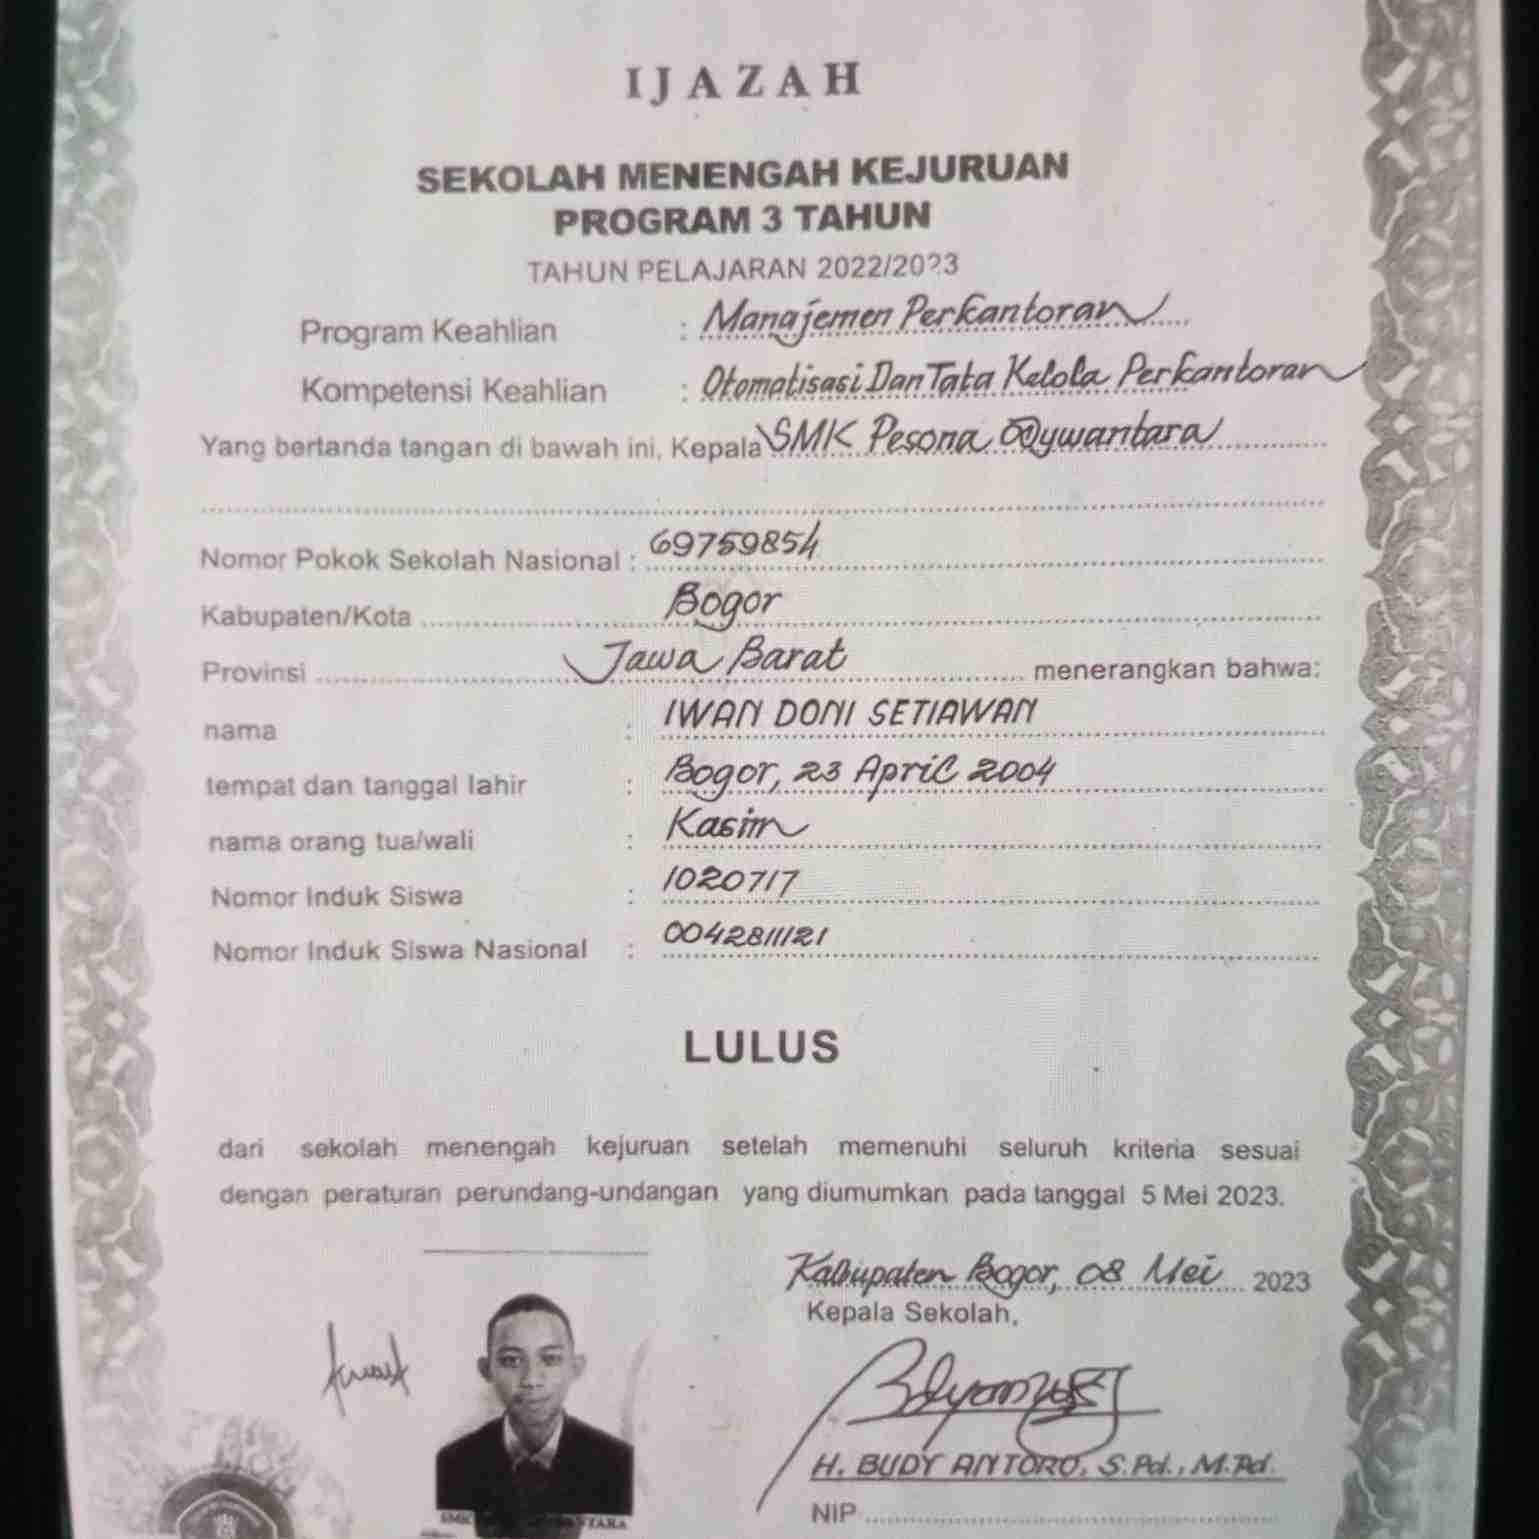 IJAZAH
SEKOLAH MENENGAH KEJURUAN
PROGRAM 3 TAHUN
TAHUN PELAJARAN 2022/2023
Program Keahlian : Manajemen Perkantoran
Kompetensi Keahlian : Otomatisasi Dan Tata Kelola Perkantoran
Yang bertanda tangan di bawah ini, Kepala SMK Pesona
Nomor Pokok Sekolah Nasional : 69759854
Kabupaten/Kota Bogor
Provinsi Jawa Barat menerangkan bahwa:
nama : IWAN DONI SETIAWAN
tempat dan tanggal lahir : Bogor, 23 April 2004
nama orang tua/wali : Kasim
Nomor Induk Siswa : 1020717
Nomor Induk Siswa Nasional : 0042811121
LULUS
dari sekolah menengah kejuruan setelah memenuhi seluruh kriteria sesuai
dengan peraturan perundang-undangan yang diumumkan pada tanggal 5 Mei 2023.
Kabupaten Bogor, 08 Mei 2023
Kepala Sekolah,
H. BUDY ANTORO, S.Pd., M.Pd.
NIP
SMK